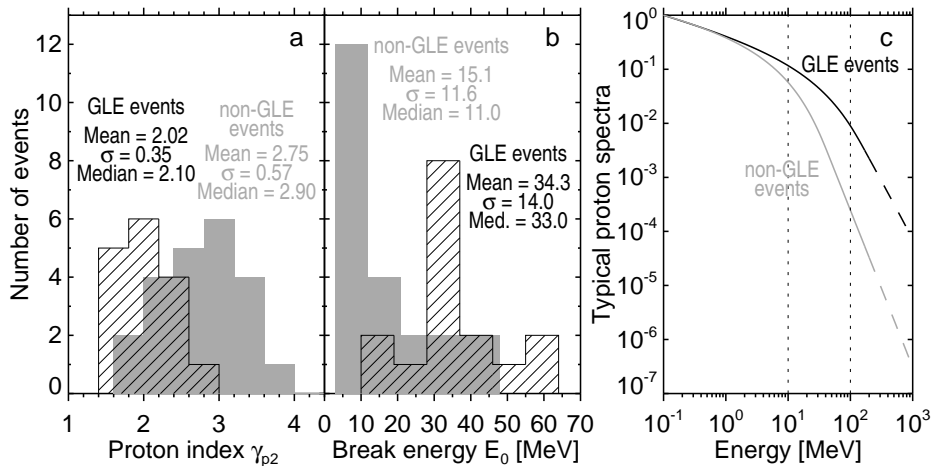 a
GLE events
Mean = 2.02
σ = 0.35
Median = 2.10
non-GLE
events
Mean = 2.75
σ = 0.57
Median = 2.90
Number of events
0
2
4
6
8
10
12
1 2 3 4
Proton index γp2
b
non-GLE events
Mean = 15.1
σ = 11.6
Median = 11.0
GLE events
Mean = 34.3
σ = 14.0
Med. = 33.0
0 10 20 30 40 50 60 70
Break energy E0 [MeV]
c
GLE events
non-GLE
events
Typical proton spectra
10^0
10^-1
10^-2
10^-3
10^-4
10^-5
10^-6
10^-7
10^-1 10^0 10^1 10^2 10^3
Energy [MeV]